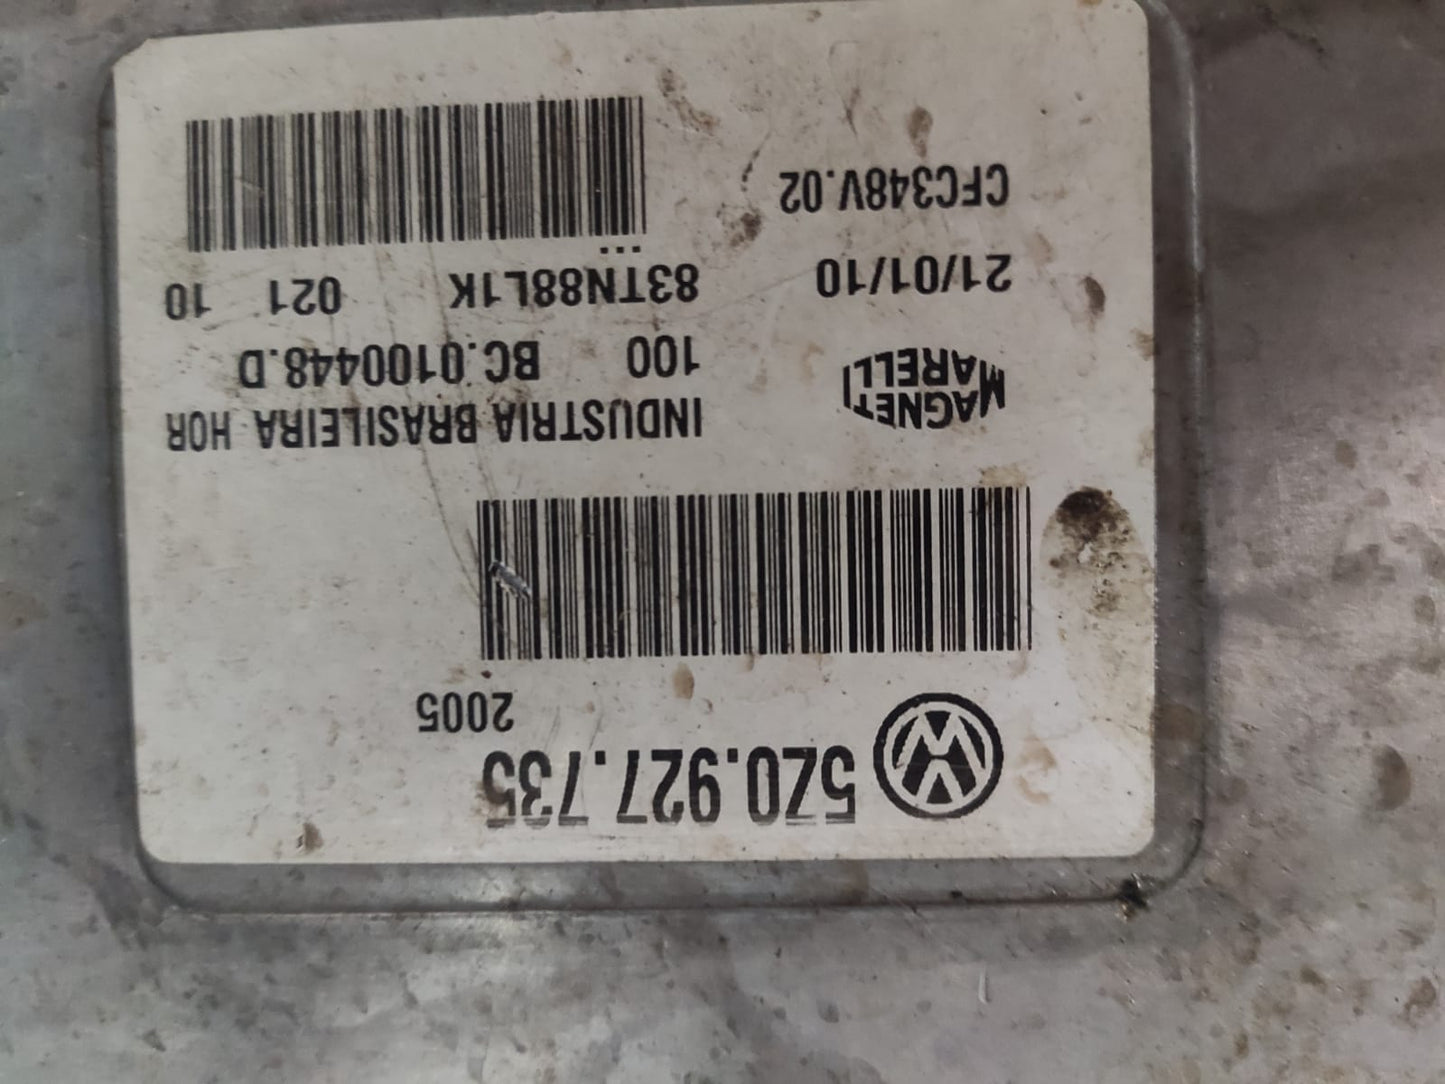 5Z0.927.735
2005
INDUSTRIA BRASILEIRA HOR
MAGNETI
MARELLI
100 BC.0100448.D
21/01/10
83TN88L1K 021 10
CFC348V.02